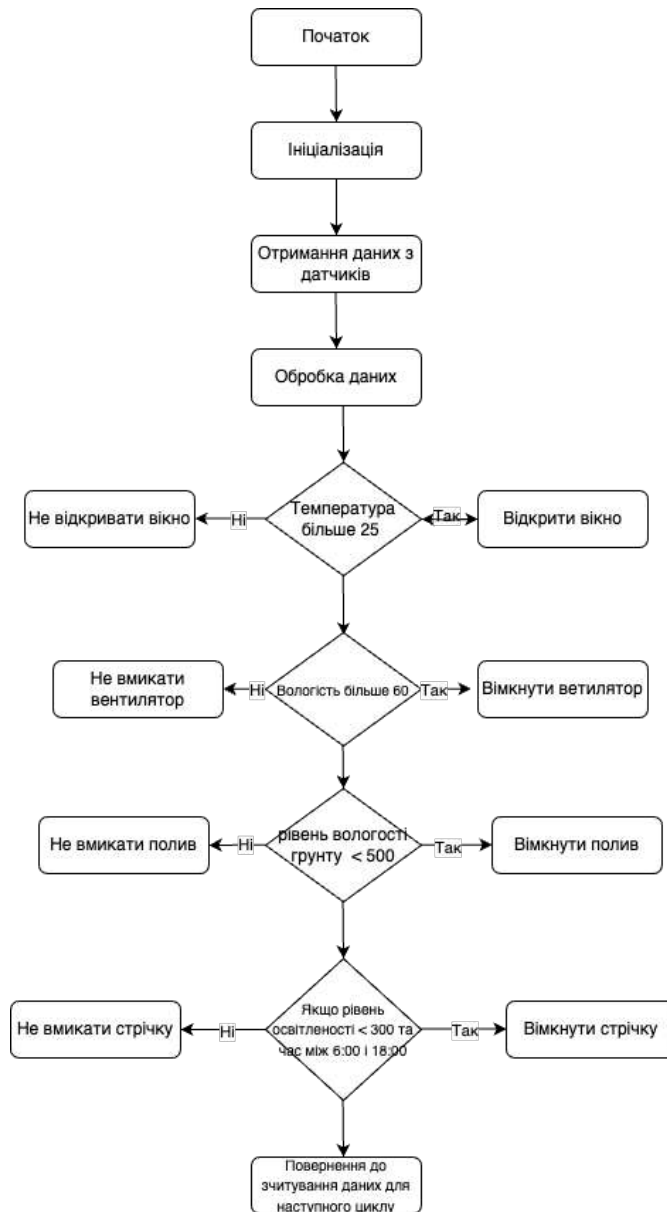 Початок
Ініціалізація
Отримання даних з
датчиків
Обробка даних
Не відкривати вікно
Ні
Температура
більше 25
Так
Відкрити вікно
Не вмикати
вентилятор
Ні
Вологість більше 60
Так
Вімкнути ветилятор
Не вмикати полив
Ні
рівень вологості
грунту < 500
Так
Вімкнути полив
Не вмикати стрічку
Ні
Якщо рівень
освітленості < 300 та
час між 6:00 і 18:00
Так
Вімкнути стрічку
Повернення до
зчитування даних для
наступного циклу